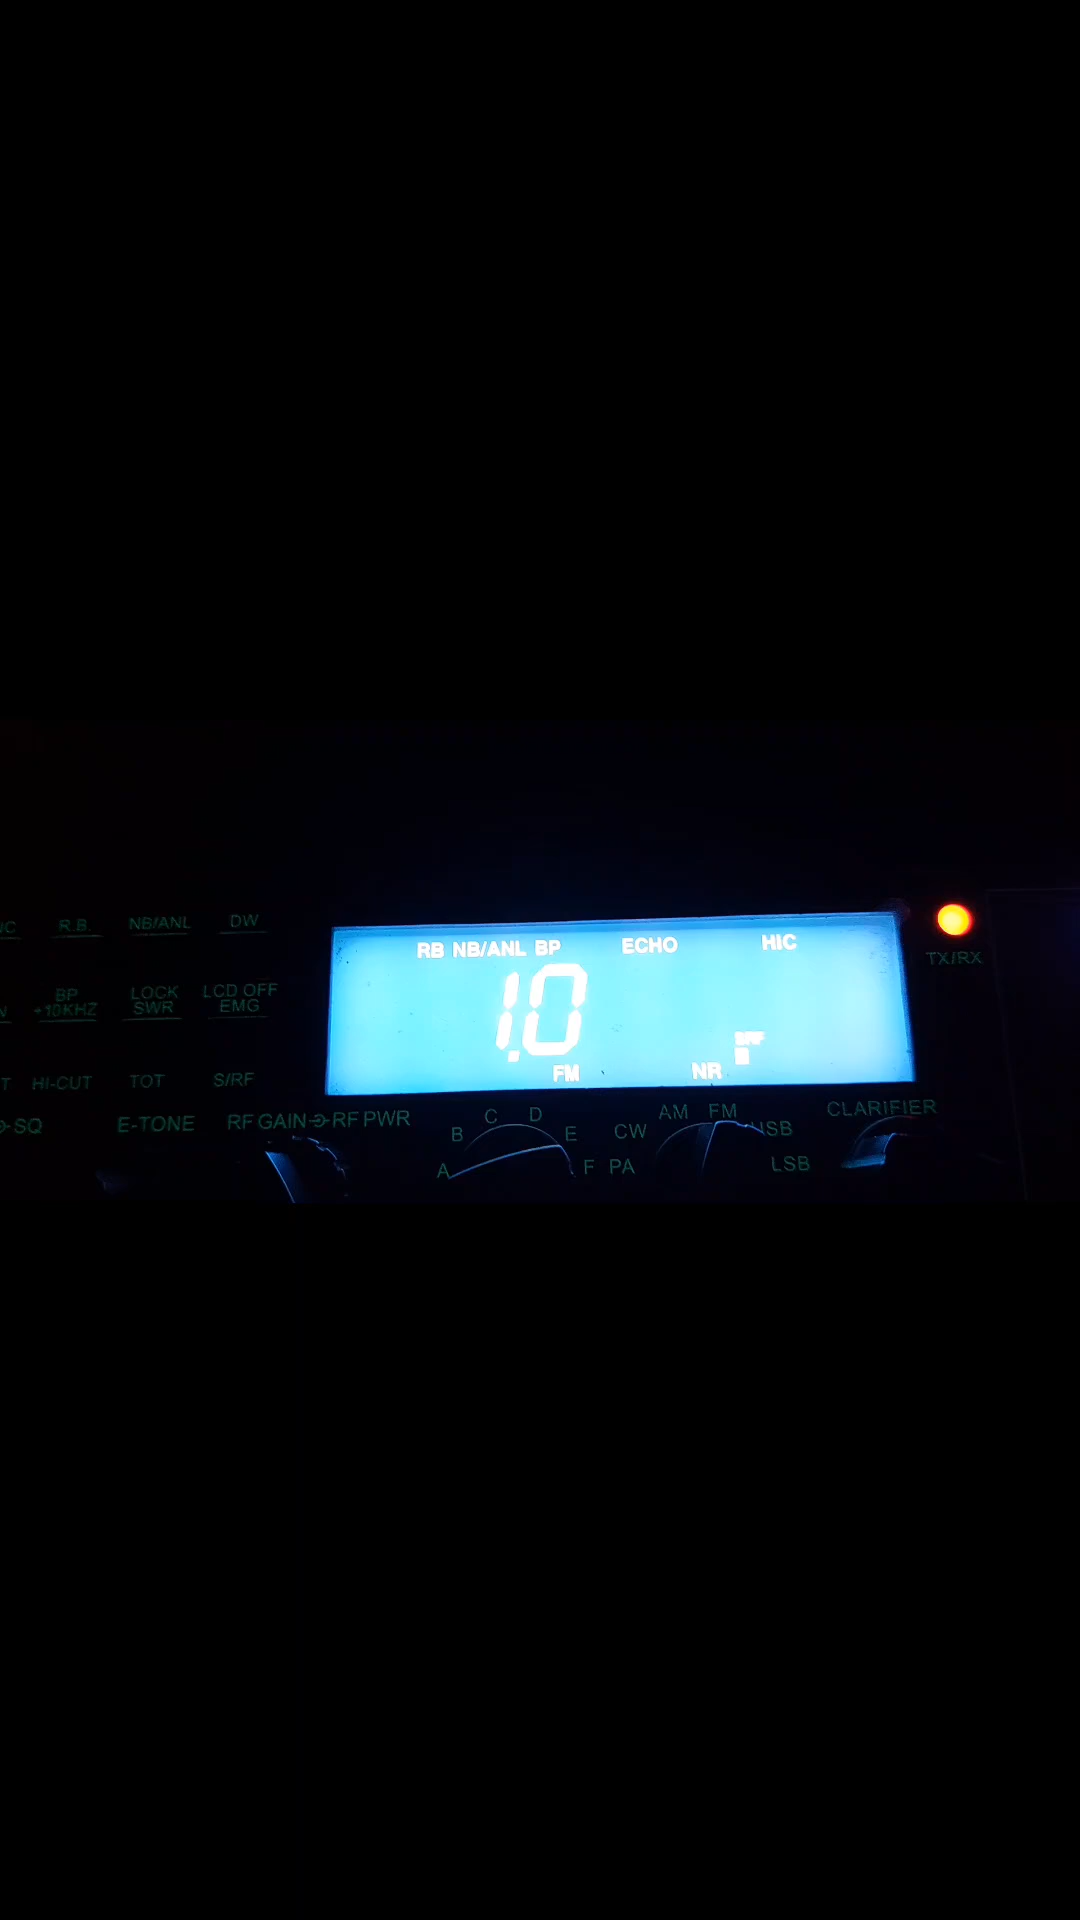 R.B. NB/ANL DW
BP LOCK LCD OFF
+10KHZ SWR EMG
HI-CUT TOT S/RF
SQ E-TONE RF GAIN RF PWR
RB NB/ANL BP ECHO HIC
1.0
SRF
FM NR
TX/RX
A B C D E F
PA CW AM FM USB LSB
CLARIFIER